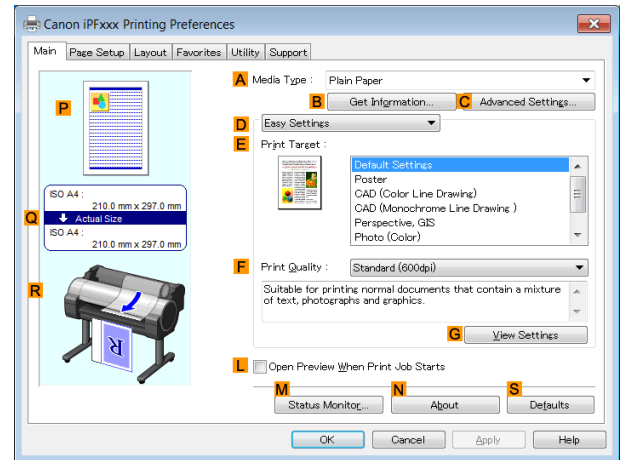 Canon iPFxxx Printing Preferences
Main Page Setup Layout Favorites Utility Support
A Media Type : Plain Paper
B Get Information... C Advanced Settings...
D Easy Settings
E Print Target :
Default Settings
Poster
CAD (Color Line Drawing)
CAD (Monochrome Line Drawing )
Perspective, GIS
Photo (Color)
F Print Quality : Standard (600dpi)
Suitable for printing normal documents that contain a mixture
of text, photographs and graphics.
G View Settings
P
Q
ISO A4 :
210.0 mm x 297.0 mm
Actual Size
ISO A4 :
210.0 mm x 297.0 mm
R
R
L Open Preview When Print Job Starts
M Status Monitor...
N About
S Defaults
OK Cancel Apply Help